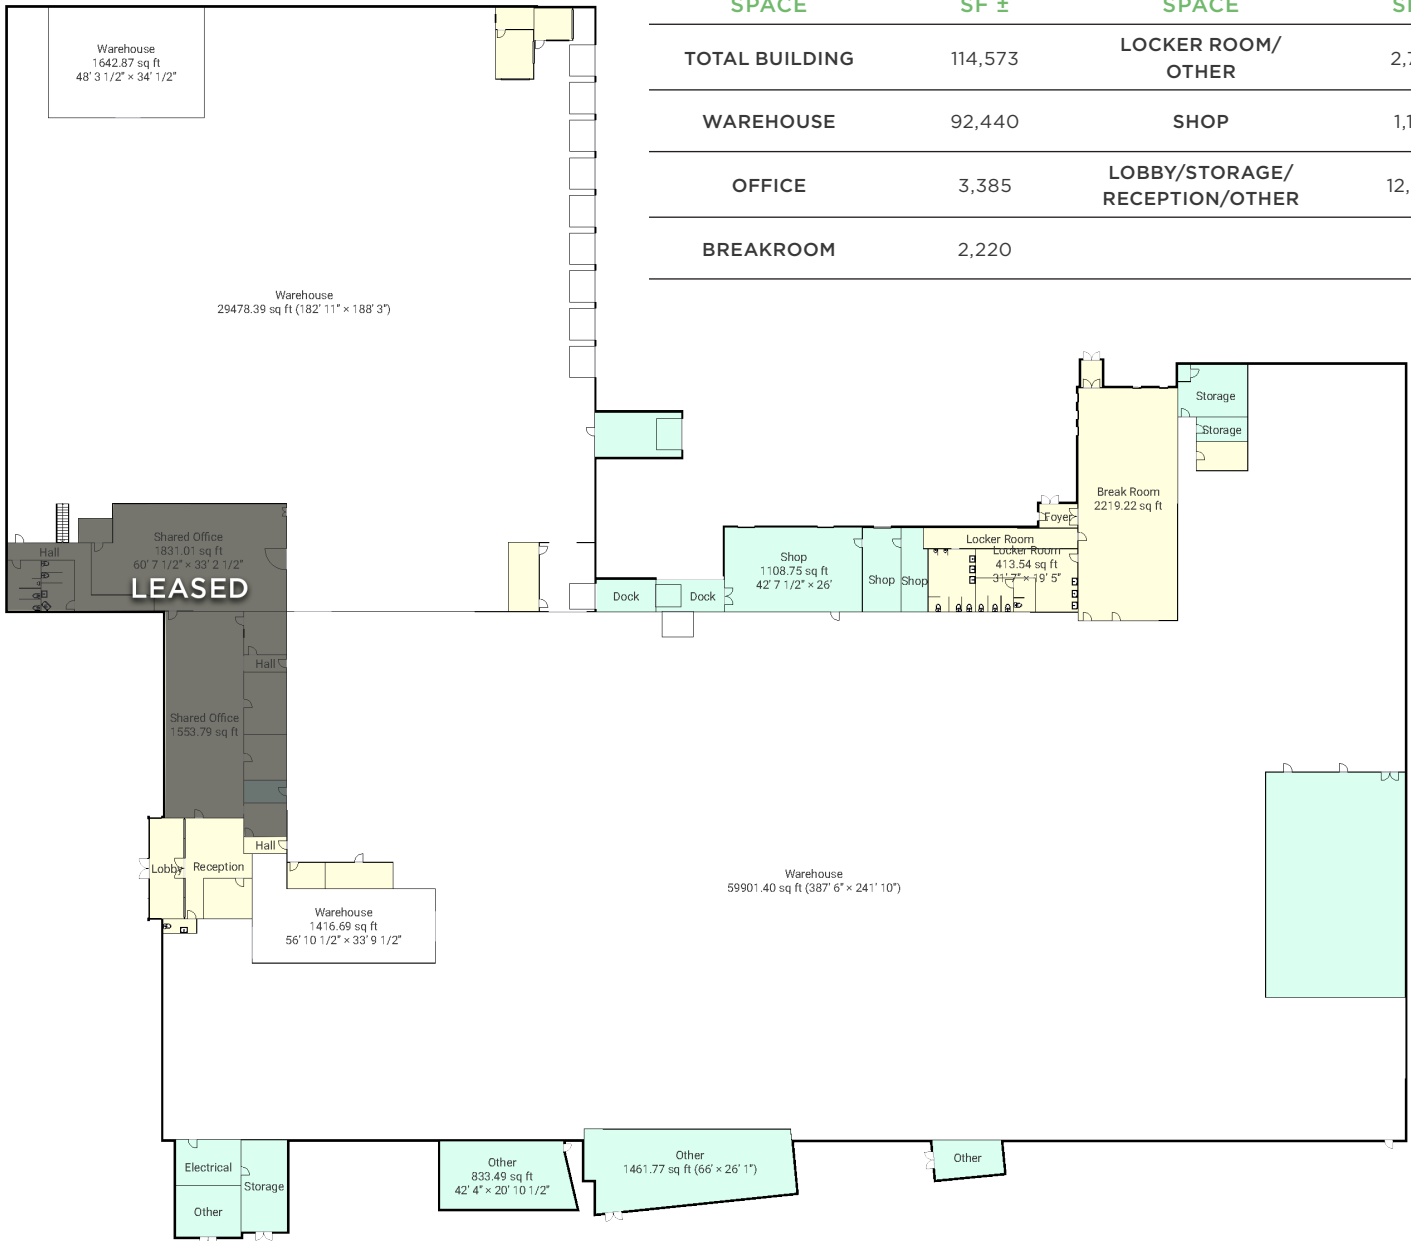 SPACE SF ± SPACE
TOTAL BUILDING 114,573 LOCKER ROOM/
OTHER
WAREHOUSE 92,440 SHOP
OFFICE 3,385 LOBBY/STORAGE/
RECEPTION/OTHER
BREAKROOM 2,220
Warehouse
1642.87 sq ft
48' 3 1/2" × 34' 1/2"
Warehouse
29478.39 sq ft (182' 11" × 188' 3")
Storage
Storage
Break Room
2219.22 sq ft
Foyer
Locker Room
Locker Room
413.54 sq ft
31' 7" × 19' 5"
Shop
1108.75 sq ft
42' 7 1/2" × 26'
Shop
Shop
Dock
Dock
Shared Office
1831.01 sq ft
60' 7 1/2" × 33' 2 1/2"
Hall
LEASED
Hall
Shared Office
1553.79 sq ft
Hall
Lobby
Reception
Warehouse
59901.40 sq ft (387' 6" × 241' 10")
Warehouse
1416.69 sq ft
56' 10 1/2" × 33' 9 1/2"
Electrical
Storage
Other
Other
833.49 sq ft
42' 4" × 20' 10 1/2"
Other
1461.77 sq ft (66' × 26' 1")
Other